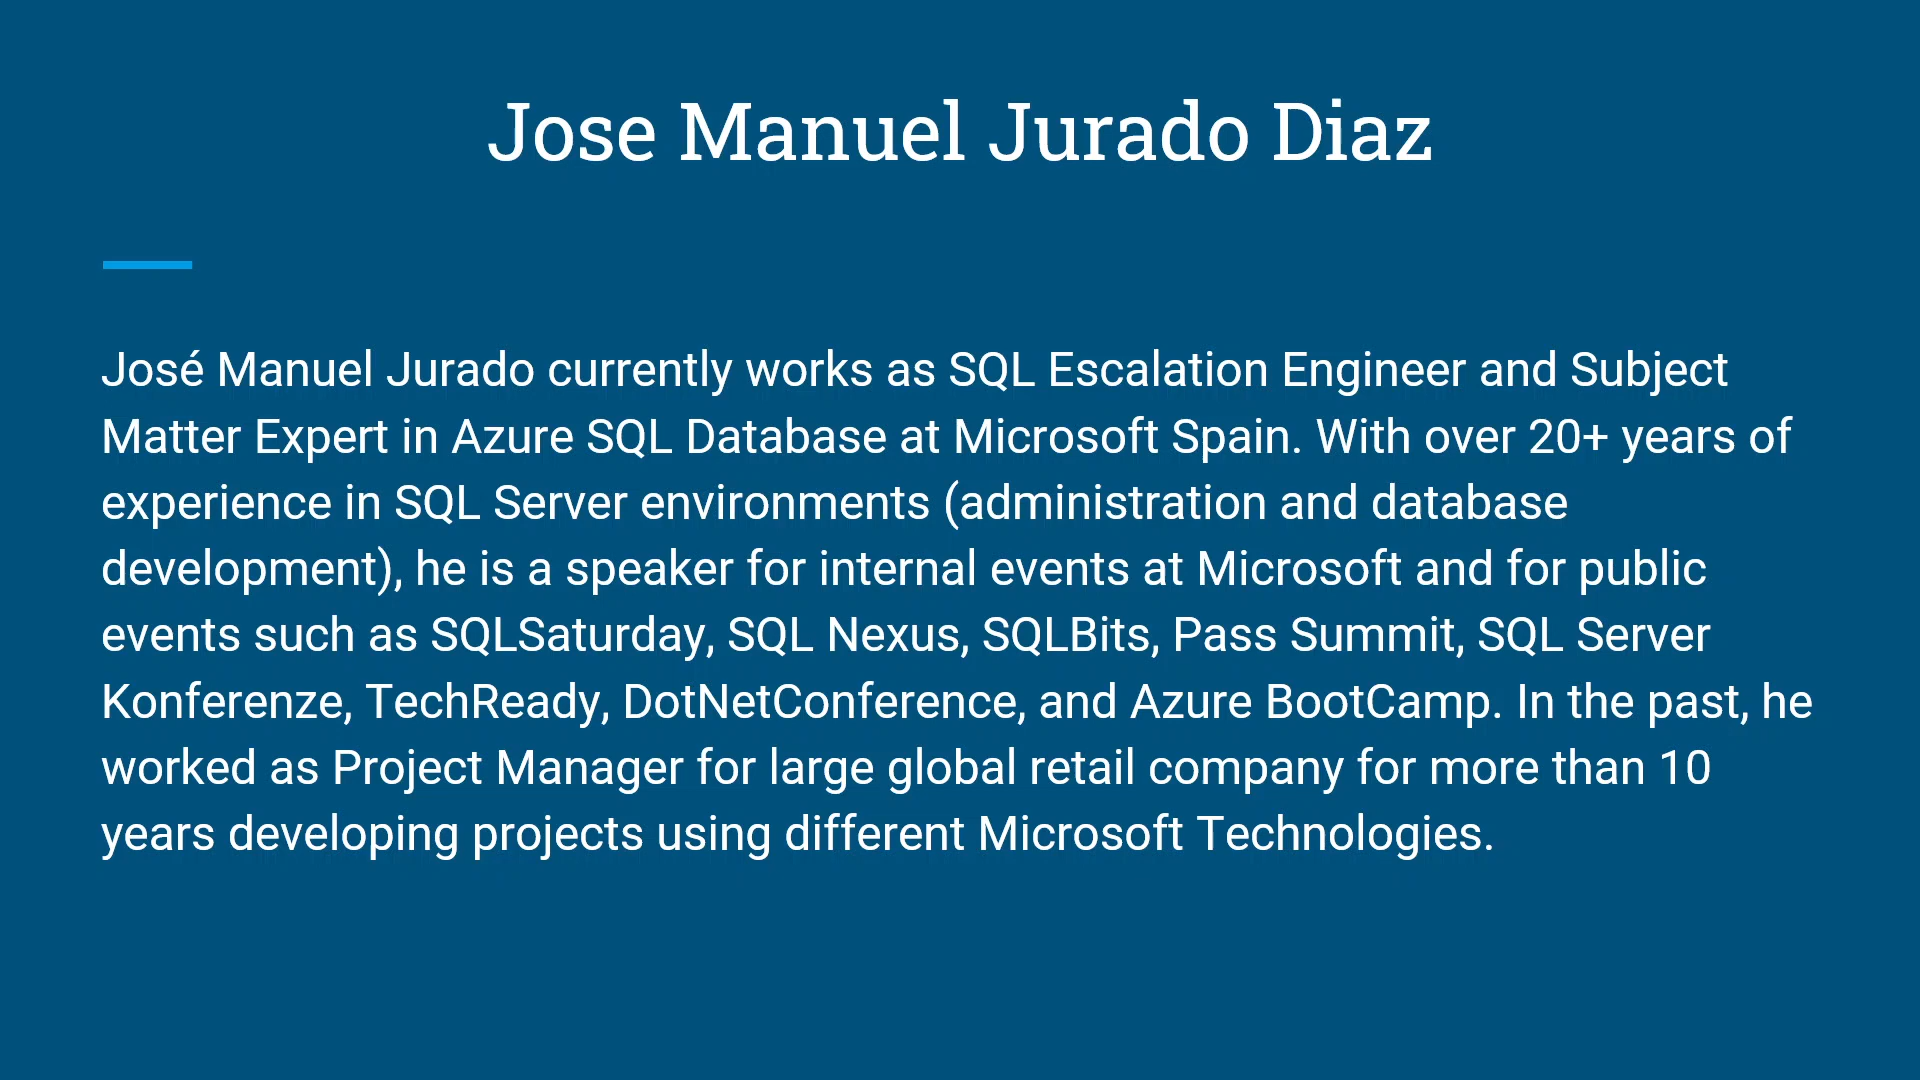 Jose Manuel Jurado Diaz
José Manuel Jurado currently works as SQL Escalation Engineer and Subject
Matter Expert in Azure SQL Database at Microsoft Spain. With over 20+ years of
experience in SQL Server environments (administration and database
development), he is a speaker for internal events at Microsoft and for public
events such as SQLSaturday, SQL Nexus, SQLBits, Pass Summit, SQL Server
Konferenze, TechReady, DotNetConference, and Azure BootCamp. In the past, he
worked as Project Manager for large global retail company for more than 10
years developing projects using different Microsoft Technologies.